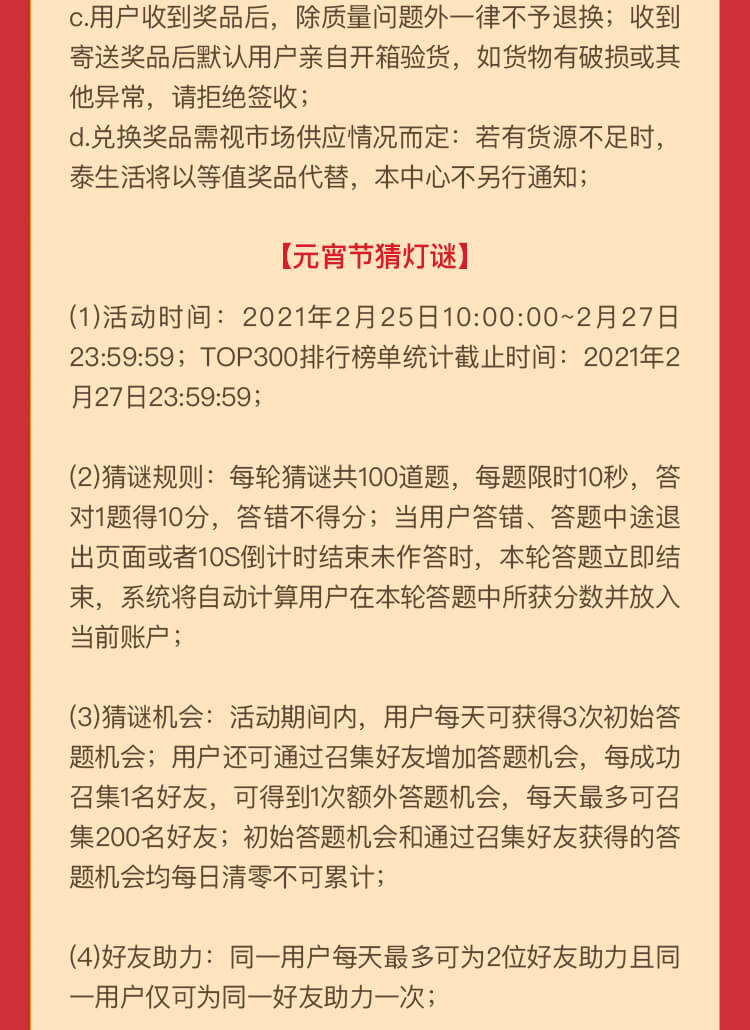 c.用户收到奖品后，除质量问题外一律不予退换；收到
寄送奖品后默认用户亲自开箱验货，如货物有破损或其
他异常，请拒绝签收；
d.兑换奖品需视市场供应情况而定：若有货源不足时，
泰生活将以等值奖品代替，本中心不另行通知；
【元宵节猜灯谜】
(1)活动时间：2021年2月25日10:00:00~2月27日
23:59:59；TOP300排行榜单统计截止时间：2021年2
月27日23:59:59；
(2)猜谜规则：每轮猜谜共100道题，每题限时10秒，答
对1题得10分，答错不得分；当用户答错、答题中途退
出页面或者10S倒计时结束未作答时，本轮答题立即结
束，系统将自动计算用户在本轮答题中所获分数并放入
当前账户；
(3)猜谜机会：活动期间内，用户每天可获得3次初始答
题机会；用户还可通过召集好友增加答题机会，每成功
召集1名好友，可得到1次额外答题机会，每天最多可召
集200名好友；初始答题机会和通过召集好友获得的答
题机会均每日清零不可累计；
(4)好友助力：同一用户每天最多可为2位好友助力且同
一用户仅可为同一好友助力一次；